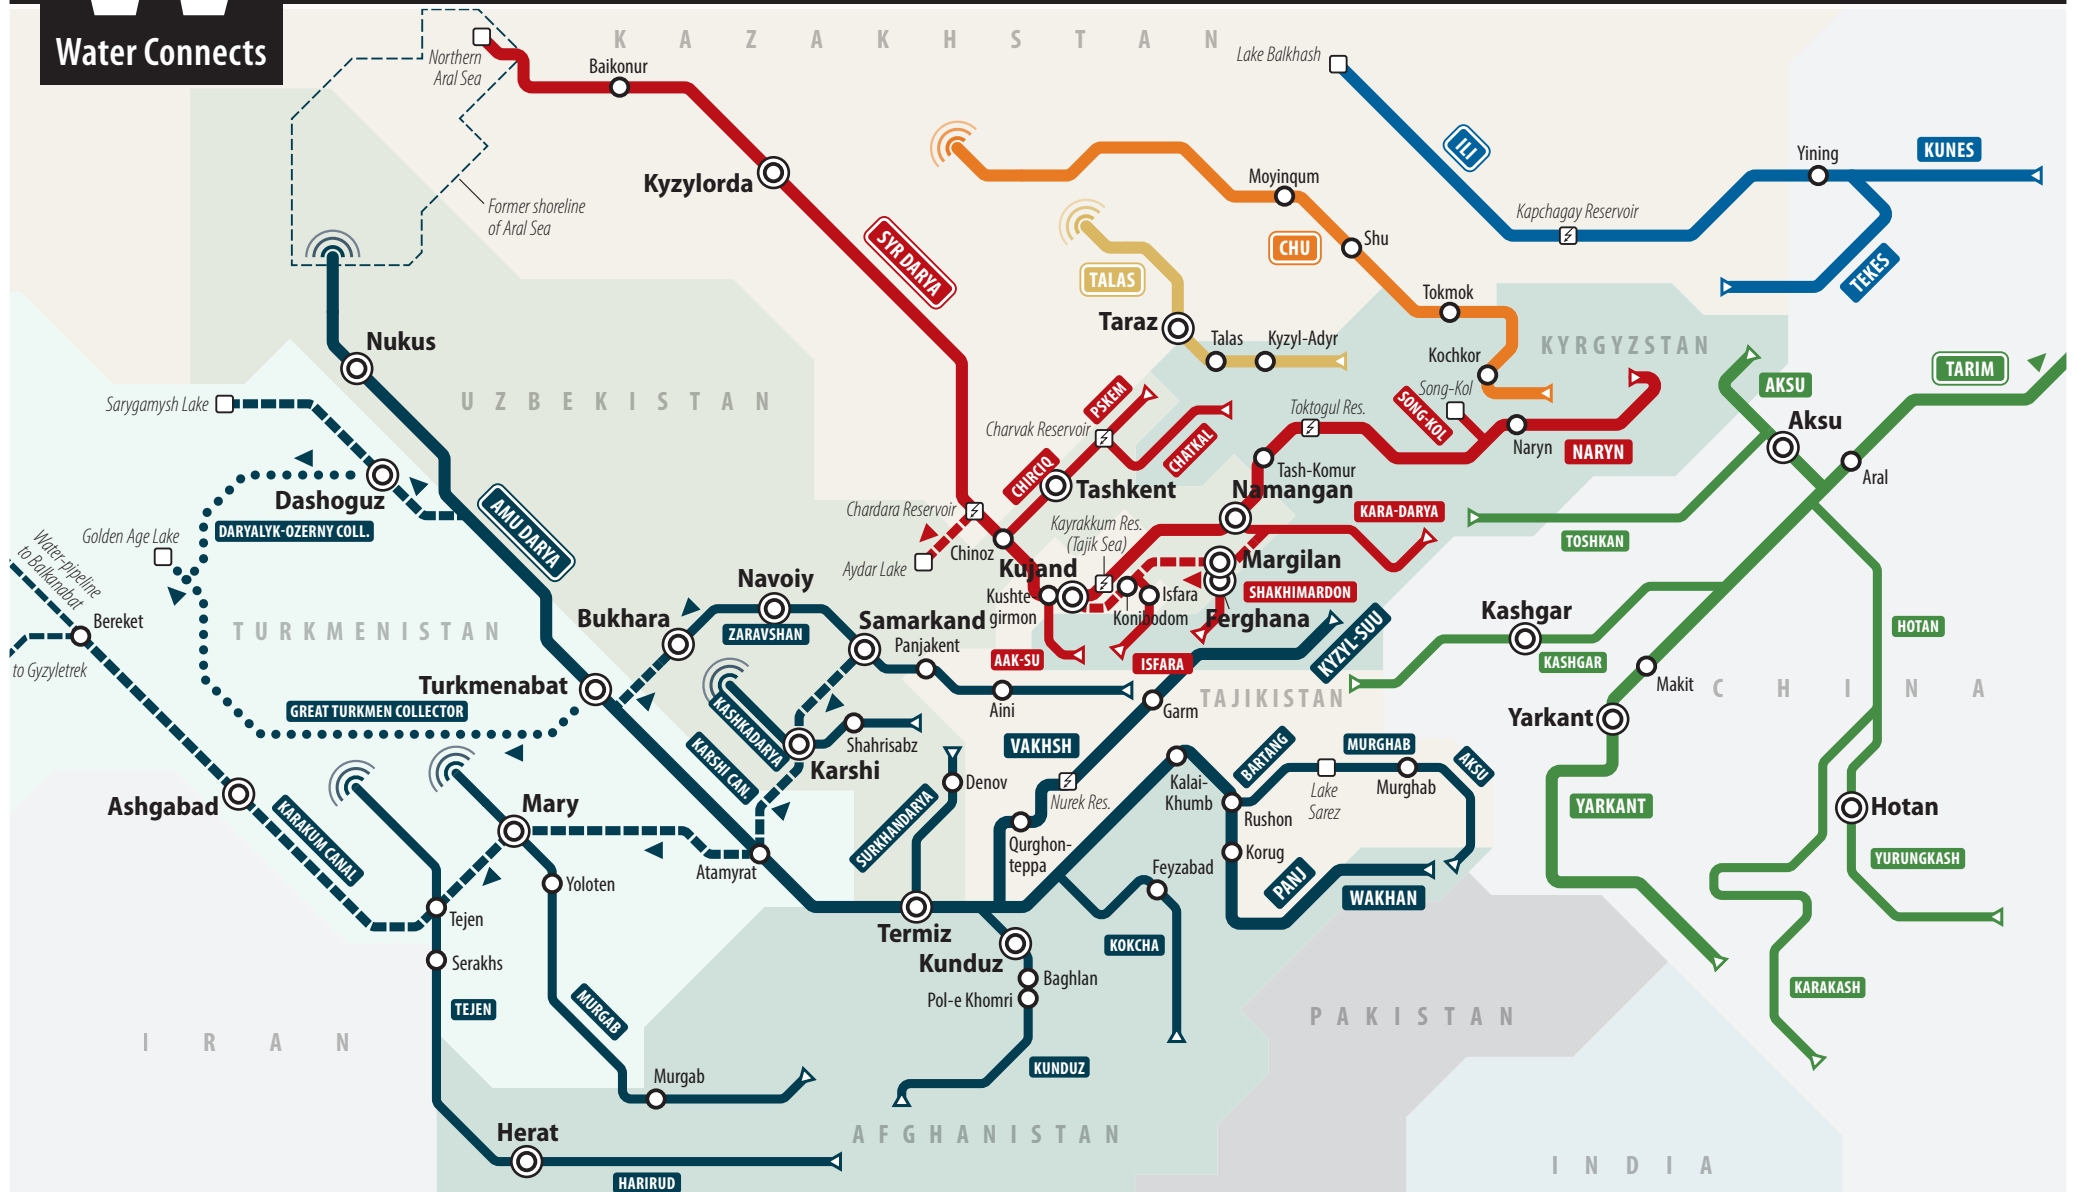 Water Connects
K A Z A K H S T A N
Northern
Aral Sea
Baikonur
Lake Balkhash
ILI
Yining
KUNES
Kyzylorda
Moyinqum
Former shoreline
of Aral Sea
Kapchagay Reservoir
SYR DARYA
CHU
Shu
TALAS
TEKES
Tokmok
Nukus
Taraz
Talas
Kyzyl-Adyr
KYRGYZSTAN
Kochkor
TARIM
AKSU
Song-Kol
SONG-KOL
Sarygamysh Lake
UZBEKISTAN
PSKEM
Toktogul Res.
Aksu
Charvak Reservoir
CHATKAL
Naryn
NARYN
CHIRCIQ
Tash-Komur
Aral
Dashoguz
Tashkent
Namangan
AMU DARYA
Chardara Reservoir
Kayrakkum Res.
(Tajik Sea)
KARA-DARYA
DARYALYK-OZERNY COLL.
Golden Age Lake
TOSHKAN
Water-pipeline
to Balkanabat
Chinoz
Aydar Lake
Kujand
Margilan
Navoiy
Kushte
girmon
Isfara
SHAKHIMARDON
Bereket
Bukhara
Samarkand
Konibodom
Ferghana
Kashgar
TURKMENISTAN
ZARAVSHAN
Panjakent
KYZYL-SUU
HOTAN
to Gyzyletrek
AAK-SU
ISFARA
KASHGAR
Turkmenabat
Makit
C H I N A
TAJIKISTAN
GREAT TURKMEN COLLECTOR
Aini
Garm
Yarkant
KASHKADARYA
KARSHI CAN.
Shahrisabz
VAKHSH
BARTANG
MURGHAB
AKSU
Karshi
Denov
Kalai-
Khumb
Lake
Sarez
Murghab
Nurek Res.
Ashgabad
Mary
KARAKUM CANAL
SURKHANDARYA
Rushon
YARKANT
Hotan
Qurghon-
teppa
Korug
Atamyrat
Feyzabad
YURUNGKASH
Yoloten
PANJ
WAKHAN
Tejen
Termiz
Kunduz
KOKCHA
Serakhs
Baghlan
Pol-e Khomri
KARAKASH
TEJEN
MURGAB
PAKISTAN
I R A N
KUNDUZ
Murgab
Herat
AFGHANISTAN
INDIA
HARIRUD